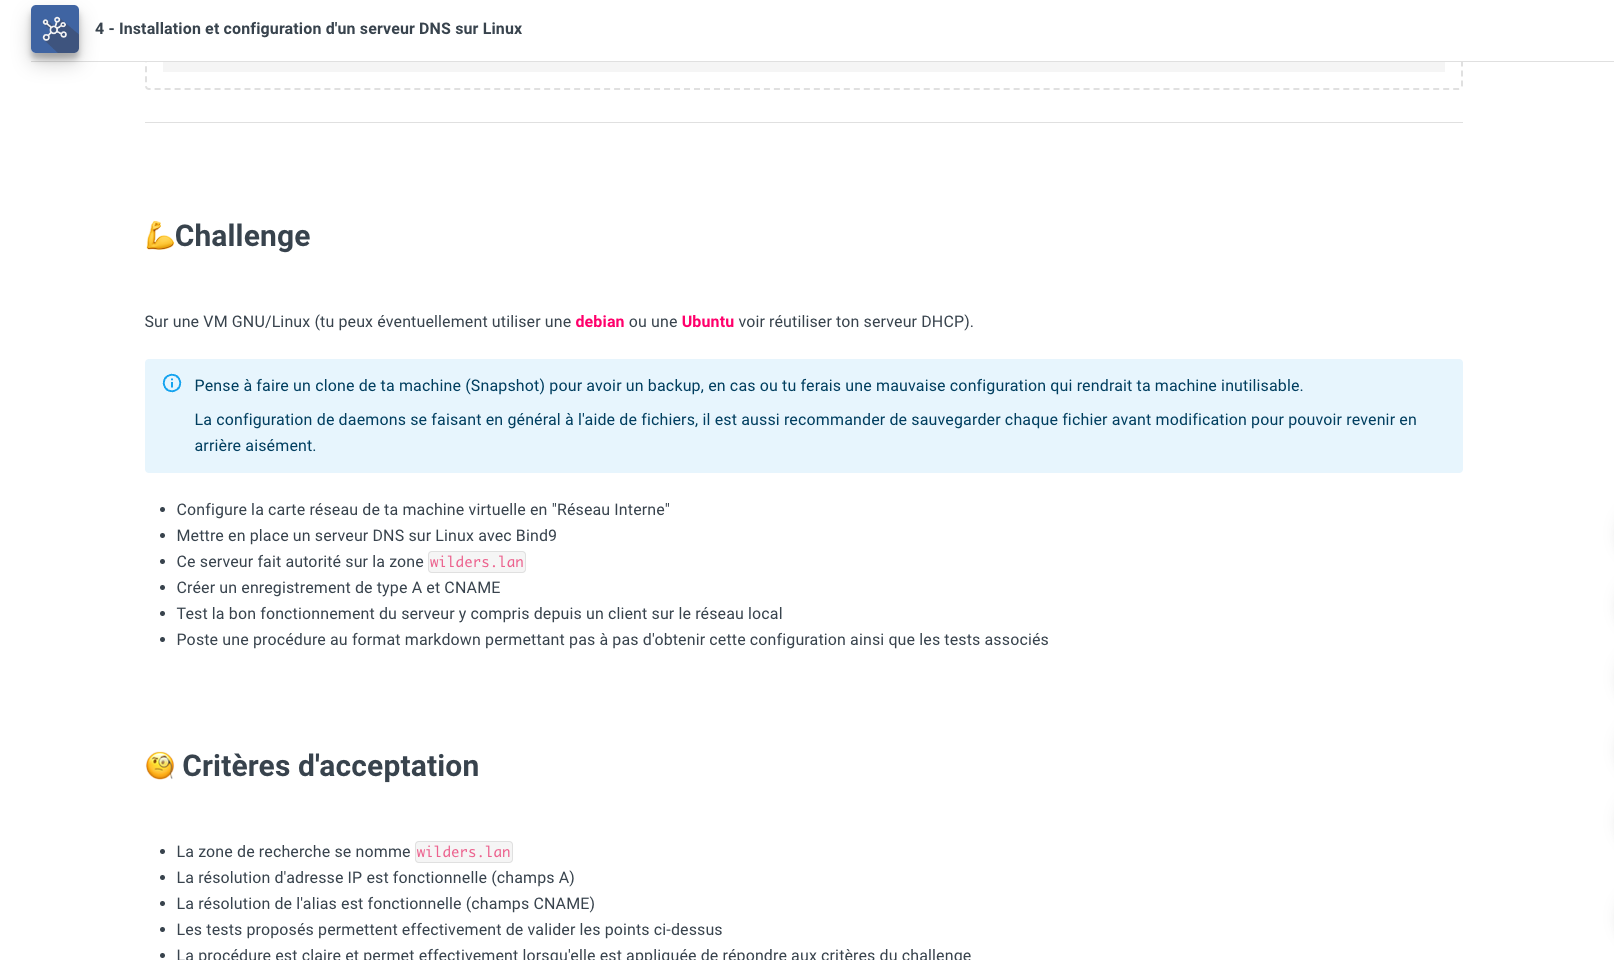 4 - Installation et configuration d'un serveur DNS sur Linux
💪Challenge
Sur une VM GNU/Linux (tu peux éventuellement utiliser une debian ou une Ubuntu voir réutiliser ton serveur DHCP).
Pense à faire un clone de ta machine (Snapshot) pour avoir un backup, en cas ou tu ferais une mauvaise configuration qui rendrait ta machine inutilisable.
La configuration de daemons se faisant en général à l'aide de fichiers, il est aussi recommander de sauvegarder chaque fichier avant modification pour pouvoir revenir en
arrière aisément.
• Configure la carte réseau de ta machine virtuelle en "Réseau Interne"
• Mettre en place un serveur DNS sur Linux avec Bind9
• Ce serveur fait autorité sur la zone wilders.lan
• Créer un enregistrement de type A et CNAME
• Test la bon fonctionnement du serveur y compris depuis un client sur le réseau local
• Poste une procédure au format markdown permettant pas à pas d'obtenir cette configuration ainsi que les tests associés
🧐 Critères d'acceptation
• La zone de recherche se nomme wilders.lan
• La résolution d'adresse IP est fonctionnelle (champs A)
• La résolution de l'alias est fonctionnelle (champs CNAME)
• Les tests proposés permettent effectivement de valider les points ci-dessus
• La procédure est claire et permet effectivement lorsqu'elle est appliquée de répondre aux critères du challenge